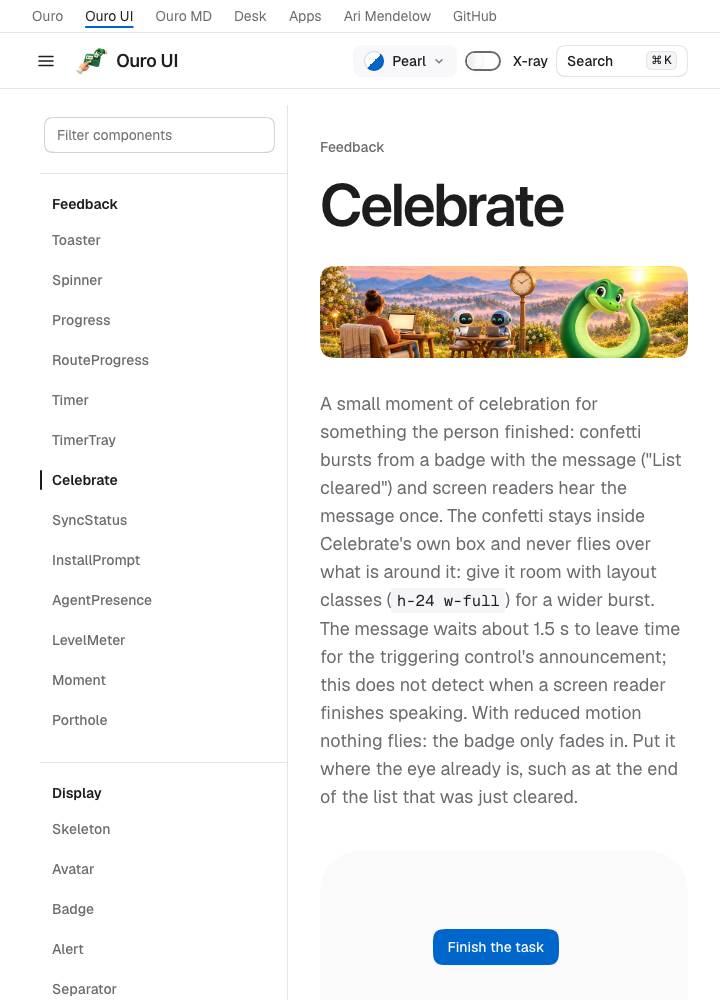 Ouro Ouro UI Ouro MD Desk Apps Ari Mendelow GitHub
Ouro UI Pearl X-ray Search ⌘ K
Filter components
Feedback
Toaster
Spinner
Progress
RouteProgress
Timer
TimerTray
Celebrate
SyncStatus
InstallPrompt
AgentPresence
LevelMeter
Moment
Porthole
Display
Skeleton
Avatar
Badge
Alert
Separator
Feedback
Celebrate
A small moment of celebration for
something the person finished: confetti
bursts from a badge with the message ("List
cleared") and screen readers hear the
message once. The confetti stays inside
Celebrate's own box and never flies over
what is around it: give it room with layout
classes ( h-24 w-full ) for a wider burst.
The message waits about 1.5 s to leave time
for the triggering control's announcement;
this does not detect when a screen reader
finishes speaking. With reduced motion
nothing flies: the badge only fades in. Put it
where the eye already is, such as at the end
of the list that was just cleared.
Finish the task